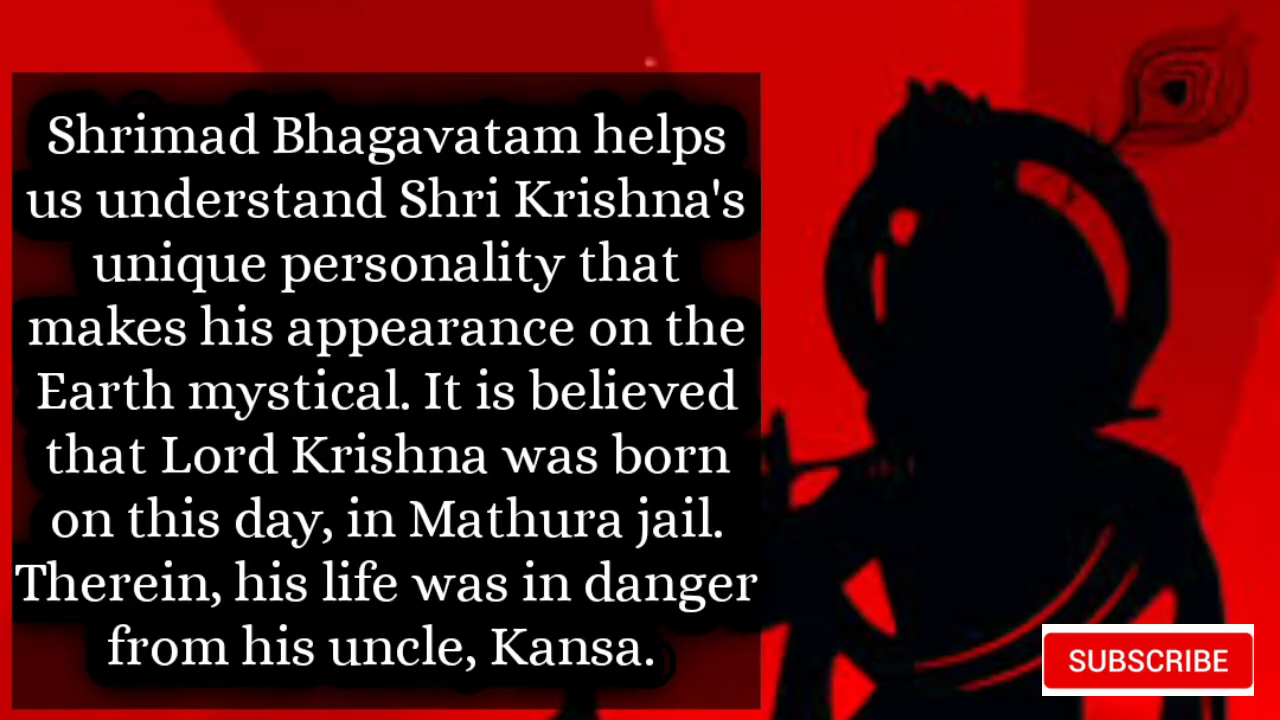 Shrimad Bhagavatam helps
us understand Shri Krishna's
unique personality that
makes his appearance on the
Earth mystical. It is believed
that Lord Krishna was born
on this day, in Mathura jail.
Therein, his life was in danger
from his uncle, Kansa.
SUBSCRIBE